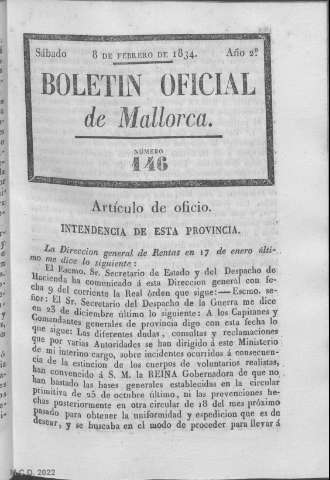 Sábado 8 DE FEBRERO DE 1834. Año 2º
BOLETIN OFICIAL
de Mallorca.
NÚMERO
146
Artículo de oficio.
INTENDENCIA DE ESTA PROVINCIA.
La Direccion general de Rentas en 17 de enero últi-
mo me dice lo siguiente:
El Escmo. Sr. Secretario de Estado y del Despacho de
Hacienda ha comunicado á esta Direccion general con fe-
cha 9 del corriente la Real órden que sigue:—Escmo. se-
ñor: El Sr. Secretario del Despacho de la Guerra me dice
en 23 de diciembre último lo siguiente: A los Capitanes y
Comandantes generales de provincia digo con esta fecha lo
que sigue: Las diferentes dudas, consultas y reclamaciones
que por varias Autoridades se han dirigido á este Ministerio
de mi interino cargo, sobre incidentes ocurridos á consecuen-
cia de la estincion de los cuerpos de voluntarios realistas,
han convencido á S. M. la REINA Gobernadora de que no
han bastado las bases generales establecidas en la circular
primitiva de 25 de octubre último, ni las prevenciones he-
chas posteriormente en otra circular de 18 del mes próximo
pasado para obtener la uniformidad y espedicion que es de
desear, y se buscaba en el modo de proceder para llevar á
M.C.D. 2022